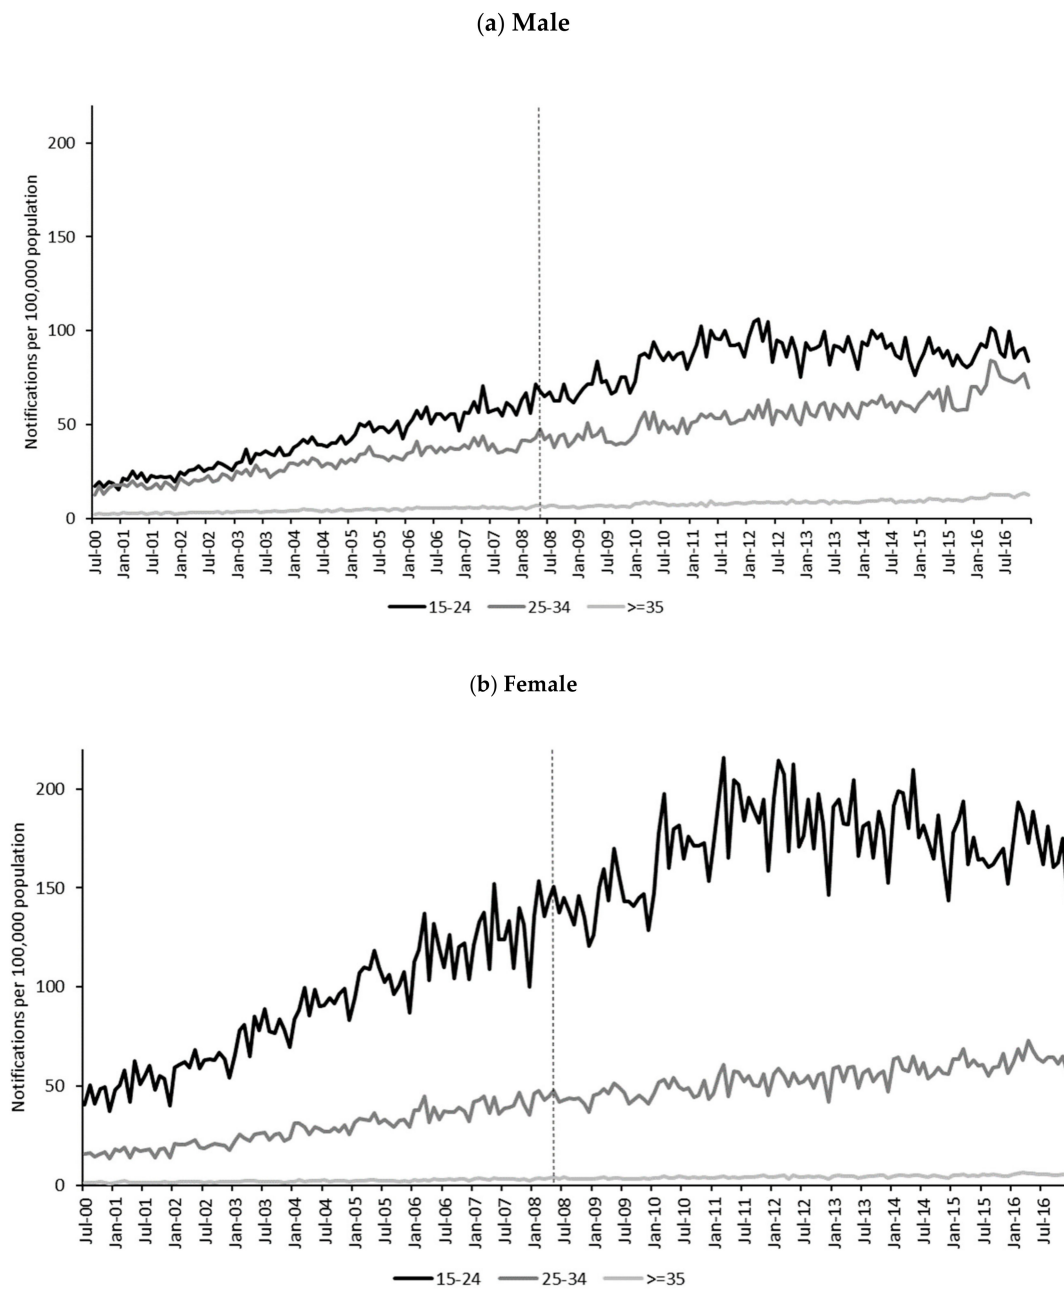 (a) Male
Notifications per 100,000 population
200
150
100
50
0
Jul-00 Jan-01 Jul-01 Jan-02 Jul-02 Jan-03 Jul-03 Jan-04 Jul-04 Jan-05 Jul-05 Jan-06 Jul-06 Jan-07 Jul-07 Jan-08 Jul-08 Jan-09 Jul-09 Jan-10 Jul-10 Jan-11 Jul-11 Jan-12 Jul-12 Jan-13 Jul-13 Jan-14 Jul-14 Jan-15 Jul-15 Jan-16 Jul-16
15-24 25-34 >=35
(b) Female
Notifications per 100,000 population
200
150
100
50
0
Jul-00 Jan-01 Jul-01 Jan-02 Jul-02 Jan-03 Jul-03 Jan-04 Jul-04 Jan-05 Jul-05 Jan-06 Jul-06 Jan-07 Jul-07 Jan-08 Jul-08 Jan-09 Jul-09 Jan-10 Jul-10 Jan-11 Jul-11 Jan-12 Jul-12 Jan-13 Jul-13 Jan-14 Jul-14 Jan-15 Jul-15 Jan-16 Jul-16
15-24 25-34 >=35